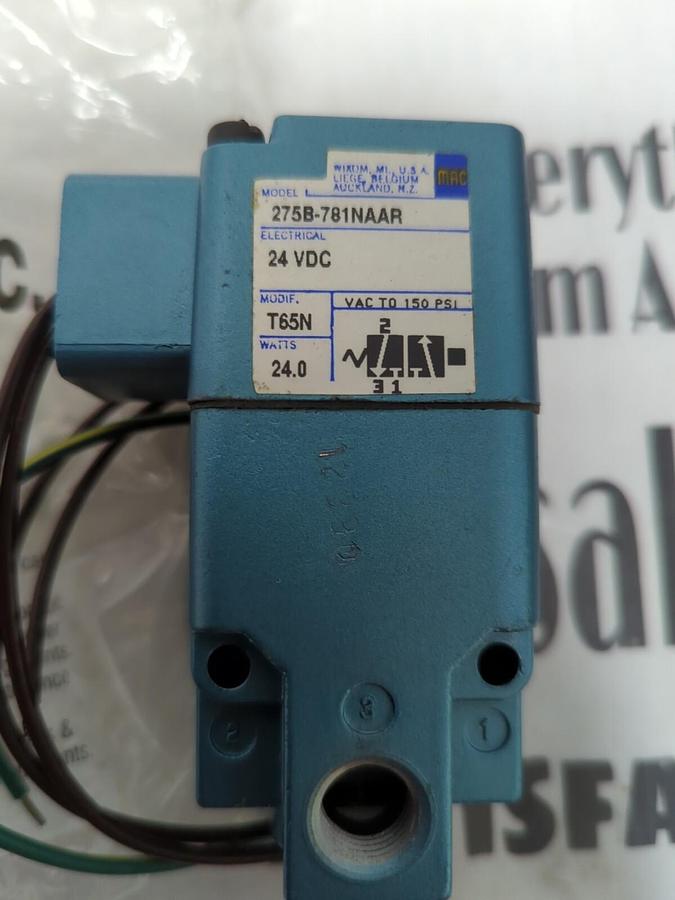 WIXOM, MI., U.S.A.
LIEGE, BELGIUM
AUCKLAND, N.Z.
MAC
MODEL
275B-781NAAR
ELECTRICAL
24 VDC
MODIF.
VAC TO 150 PSI
T65N
WATTS
24.0
2
3 1
3
2
1
eryt
m A
C.
sal
&
ISFA